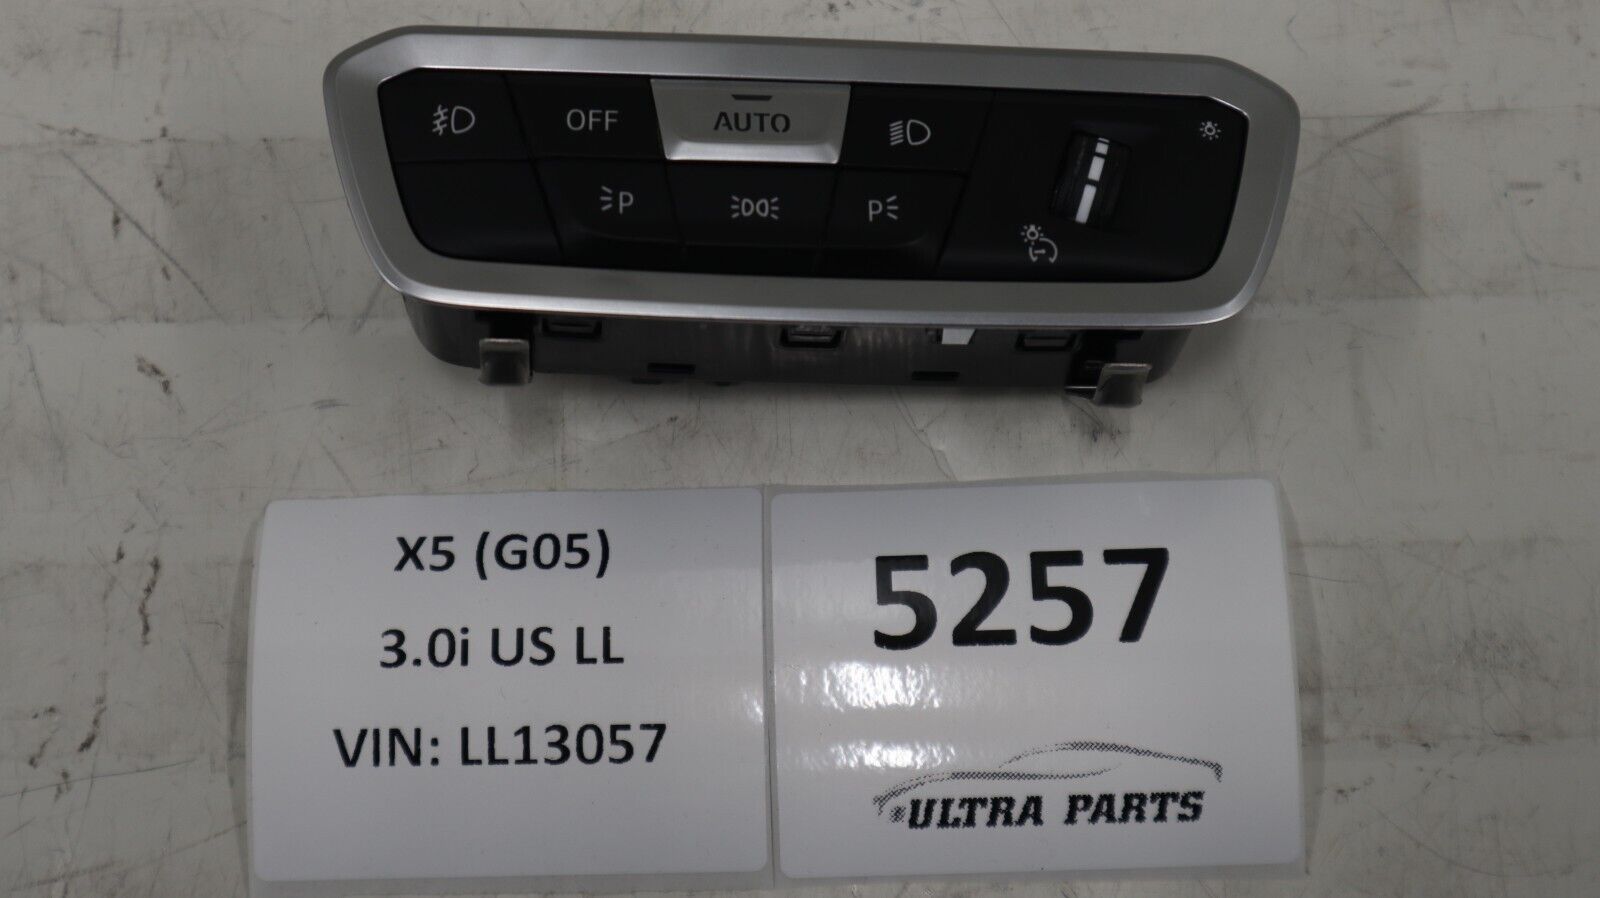 OFF AUTO
P P
X5 (G05)
3.0i US LL
VIN: LL13057
5257
ULTRA PARTS